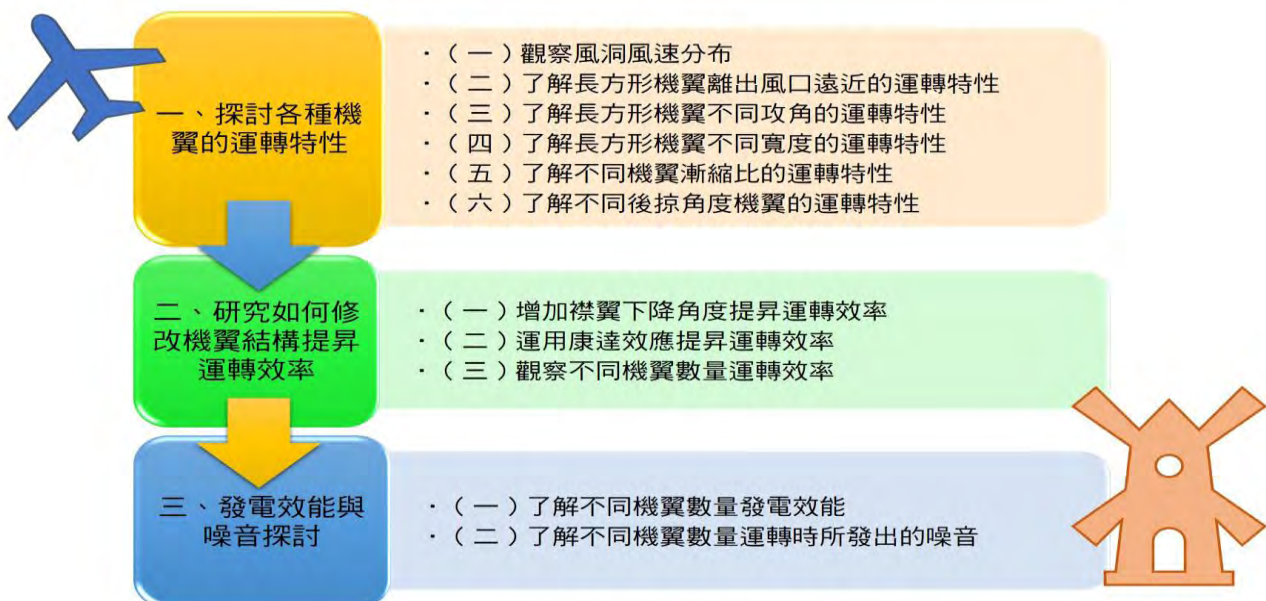 一、探討各種機
翼的運轉特性
・（一）觀察風洞風速分布
・（二）了解長方形機翼離出風口遠近的運轉特性
・（三）了解長方形機翼不同攻角的運轉特性
・（四）了解長方形機翼不同寬度的運轉特性
・（五）了解不同機翼漸縮比的運轉特性
・（六）了解不同後掠角度機翼的運轉特性
二、研究如何修
改機翼結構提昇
運轉效率
・（一）增加襟翼下降角度提昇運轉效率
・（二）運用康達效應提昇運轉效率
・（三）觀察不同機翼數量運轉效率
三、發電效能與
噪音探討
・（一）了解不同機翼數量發電效能
・（二）了解不同機翼數量運轉時所發出的噪音